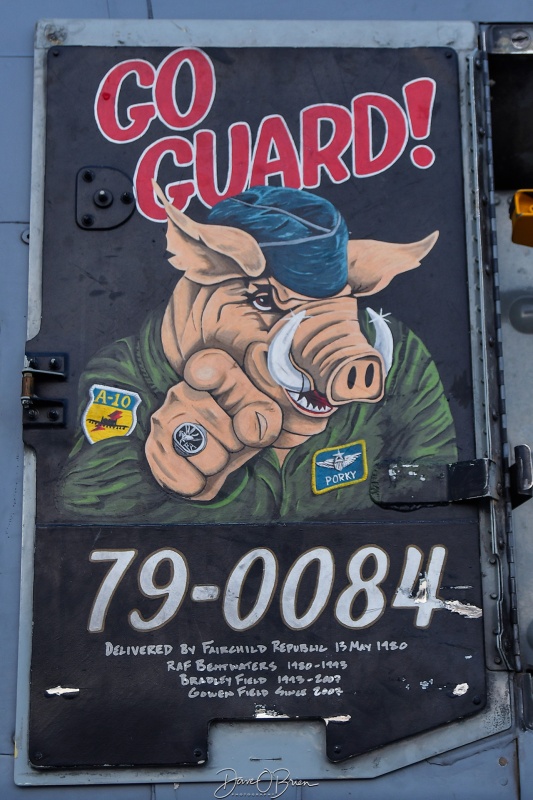 GO
GUARD!
A-10
PORKY
79-0084
DELIVERED BY FAIRCHILD REPUBLIC 13 MAY 1980
RAF BENTWATERS 1980-1993
BRADLEY FIELD 1993-2007
GOWEN FIELD SINCE 2007
Dave O'Brien
PHOTOGRAPHY